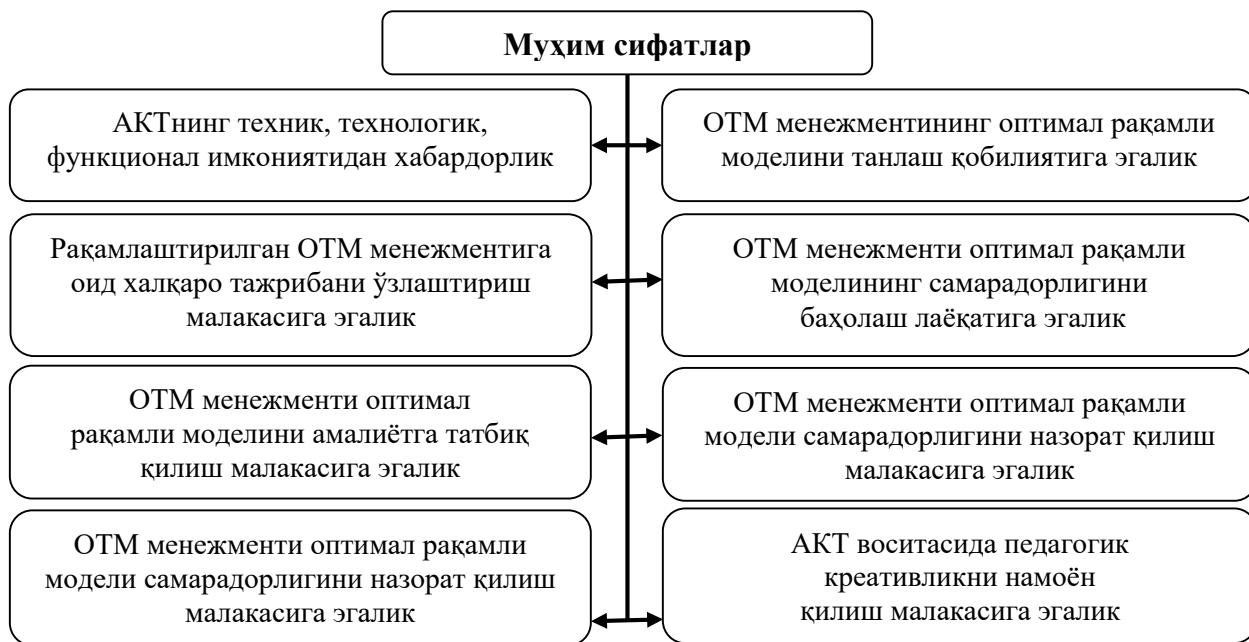 Муҳим сифатлар
АКТнинг техник, технологик,
функционал имкониятидан хабардорлик
ОТМ менежментининг оптимал рақамли
моделини танлаш қобилиятига эгалик
Рақамлаштирилган ОТМ менежментига
оид халқаро тажрибани ўзлаштириш
малакасига эгалик
ОТМ менежменти оптимал рақамли
моделининг самарадорлигини
баҳолаш лаёқатига эгалик
ОТМ менежменти оптимал
рақамли моделини амалиётга татбиқ
қилиш малакасига эгалик
ОТМ менежменти оптимал рақамли
модели самарадорлигини назорат қилиш
малакасига эгалик
ОТМ менежменти оптимал рақамли
модели самарадорлигини назорат қилиш
малакасига эгалик
АКТ воситасида педагогик
креативликни намоён
қилиш малакасига эгалик